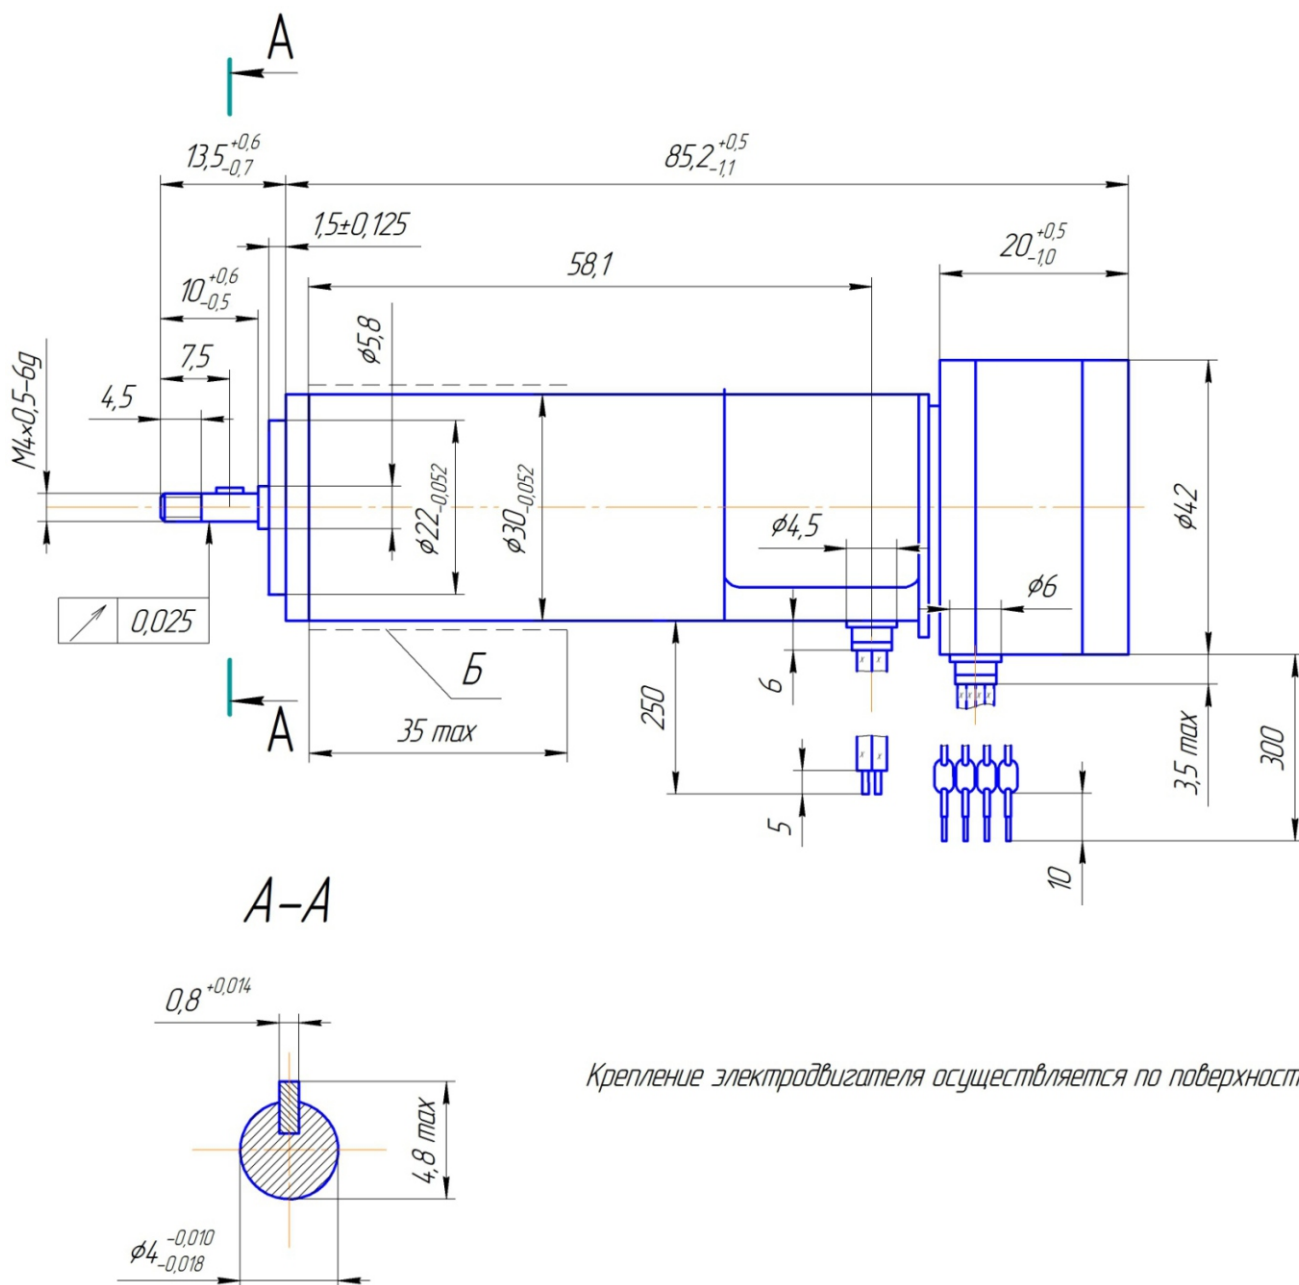 А
13,5 +0,6 -0,7
85,2 +0,5 -1,1
1,5±0,125
20 +0,5 -1,0
58,1
10 +0,6 -0,5
ϕ5,8
7,5
4,5
М4×0,5-6g
ϕ22 -0,052
ϕ30 -0,052
ϕ4,5
ϕ42
ϕ6
0,025
Б
6
250
А
35 max
3,5 max
300
5
10
А-А
0,8 +0,014
Крепление электродвигателя осуществляется по поверхност
4,8 max
ϕ4 -0,010 -0,018